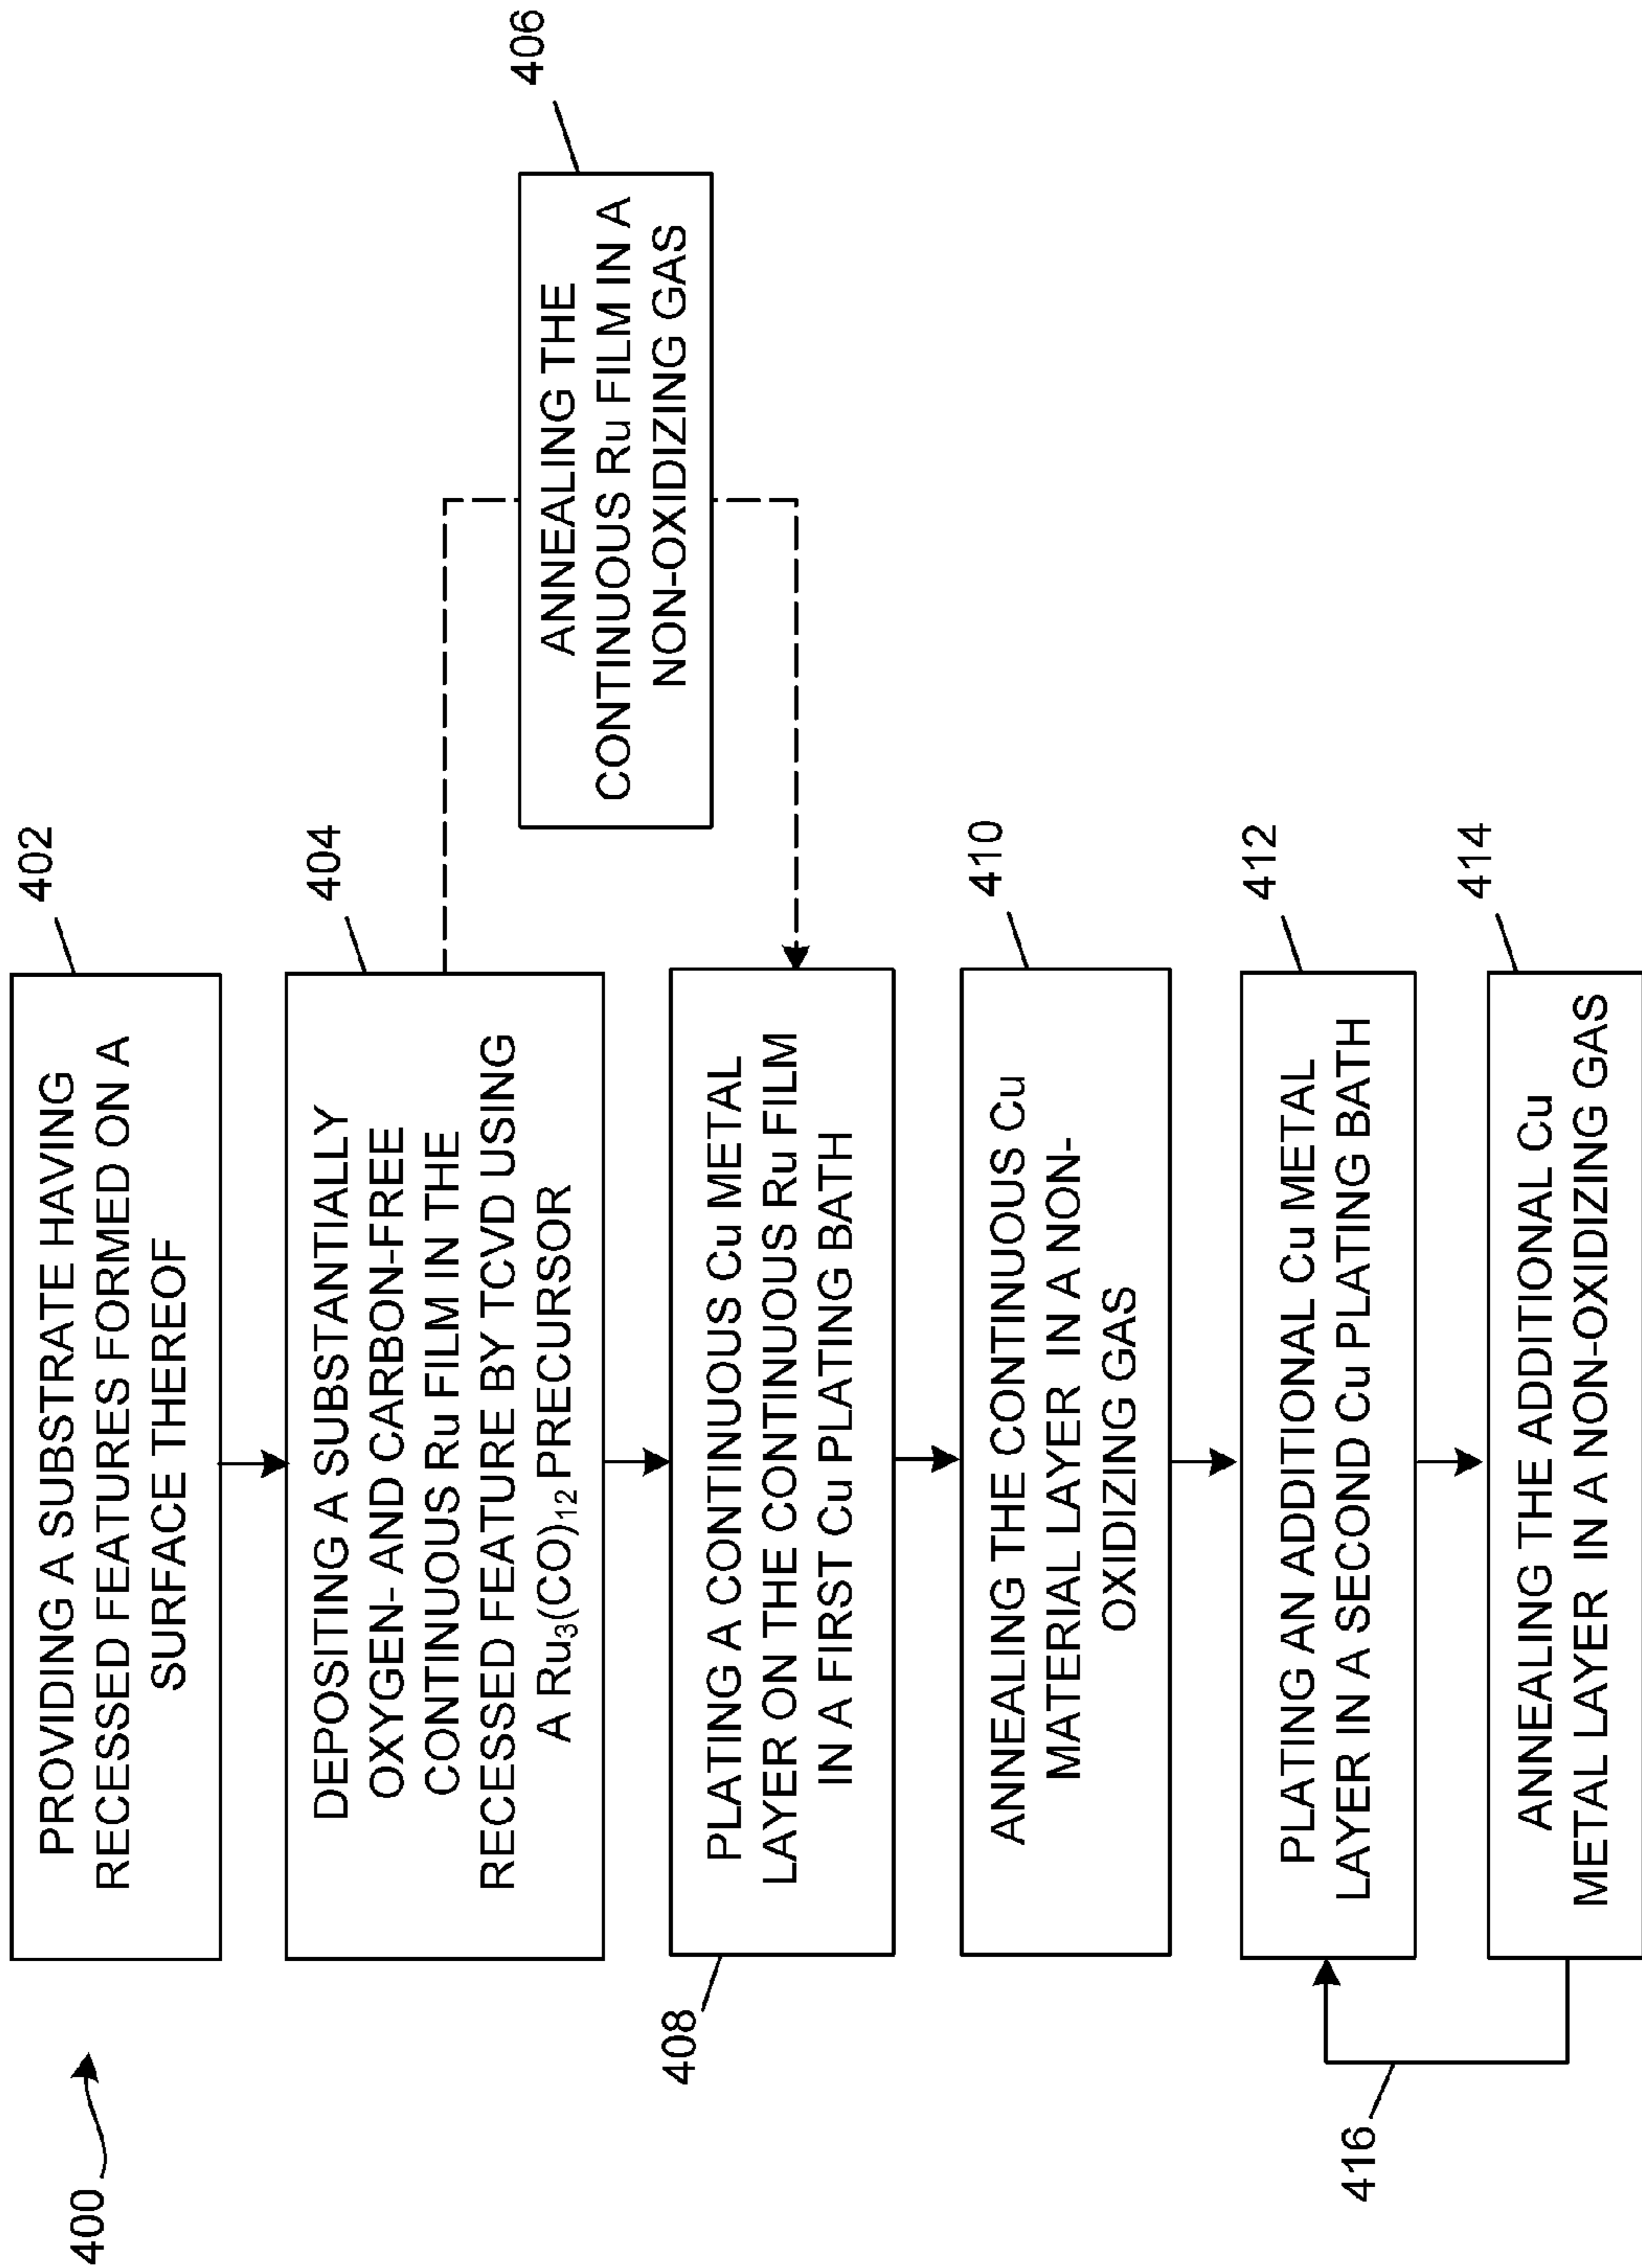 400
402
PROVIDING A SUBSTRATE HAVING
RECESSED FEATURES FORMED ON A
SURFACE THEREOF
404
DEPOSITING A SUBSTANTIALLY
OXYGEN- AND CARBON-FREE
CONTINUOUS Ru FILM IN THE
RECESSED FEATURE BY TCVD USING
A Ru₃(CO)₁₂ PRECURSOR
406
ANNEALING THE
CONTINUOUS Ru FILM IN A
NON-OXIDIZING GAS
408
PLATING A CONTINUOUS Cu METAL
LAYER ON THE CONTINUOUS Ru FILM
IN A FIRST Cu PLATING BATH
410
ANNEALING THE CONTINUOUS Cu
MATERIAL LAYER IN A NON-
OXIDIZING GAS
412
PLATING AN ADDITIONAL Cu METAL
LAYER IN A SECOND Cu PLATING BATH
414
ANNEALING THE ADDITIONAL Cu
METAL LAYER IN A NON-OXIDIZING GAS
416